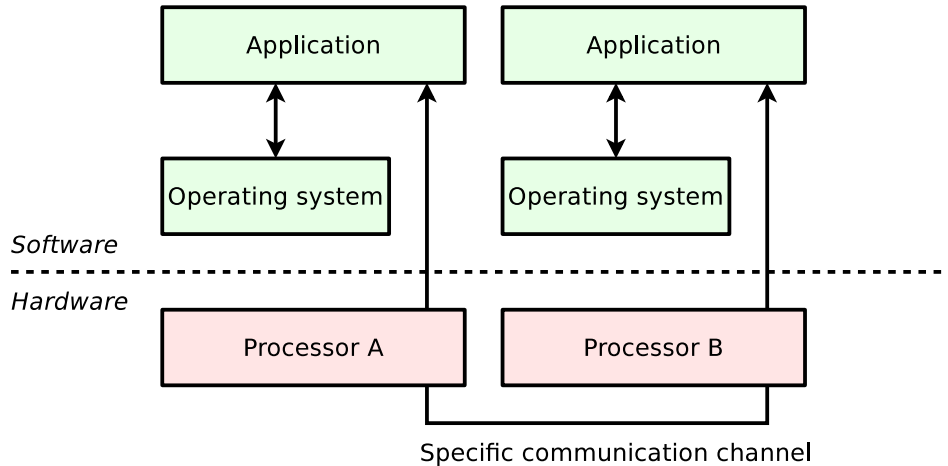 Application
Application
Operating system
Operating system
Software
Hardware
Processor A
Processor B
Specific communication channel